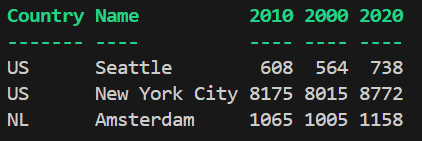 Country Name          2010 2000 2020
------- ----          ---- ---- ----
US      Seattle        608  564  738
US      New York City 8175 8015 8772
NL      Amsterdam     1065 1005 1158